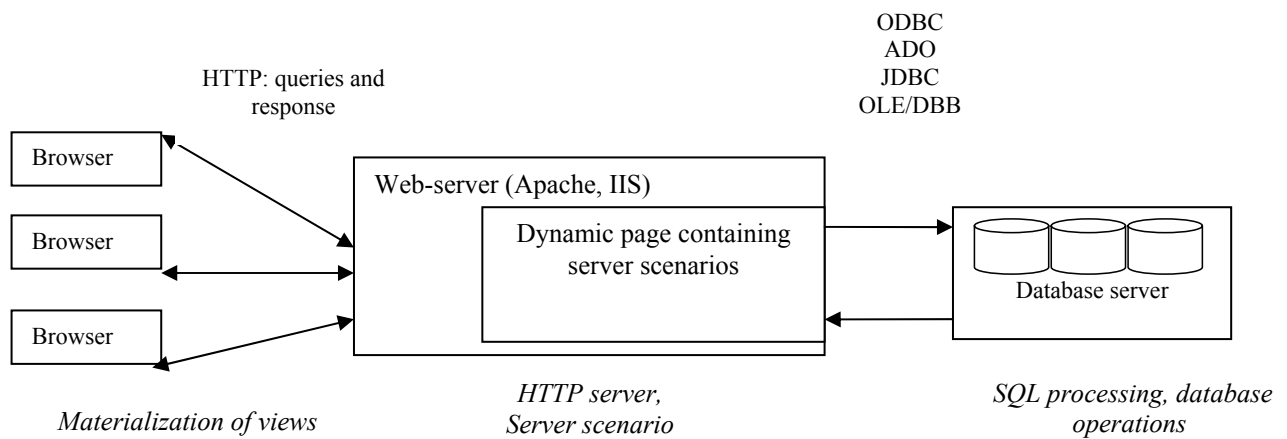 ODBC
ADO
JDBC
OLE/DBB
HTTP: queries and
response
Browser
Browser
Browser
Web-server (Apache, IIS)
Dynamic page containing
server scenarios
Database server
Materialization of views
HTTP server,
Server scenario
SQL processing, database
operations